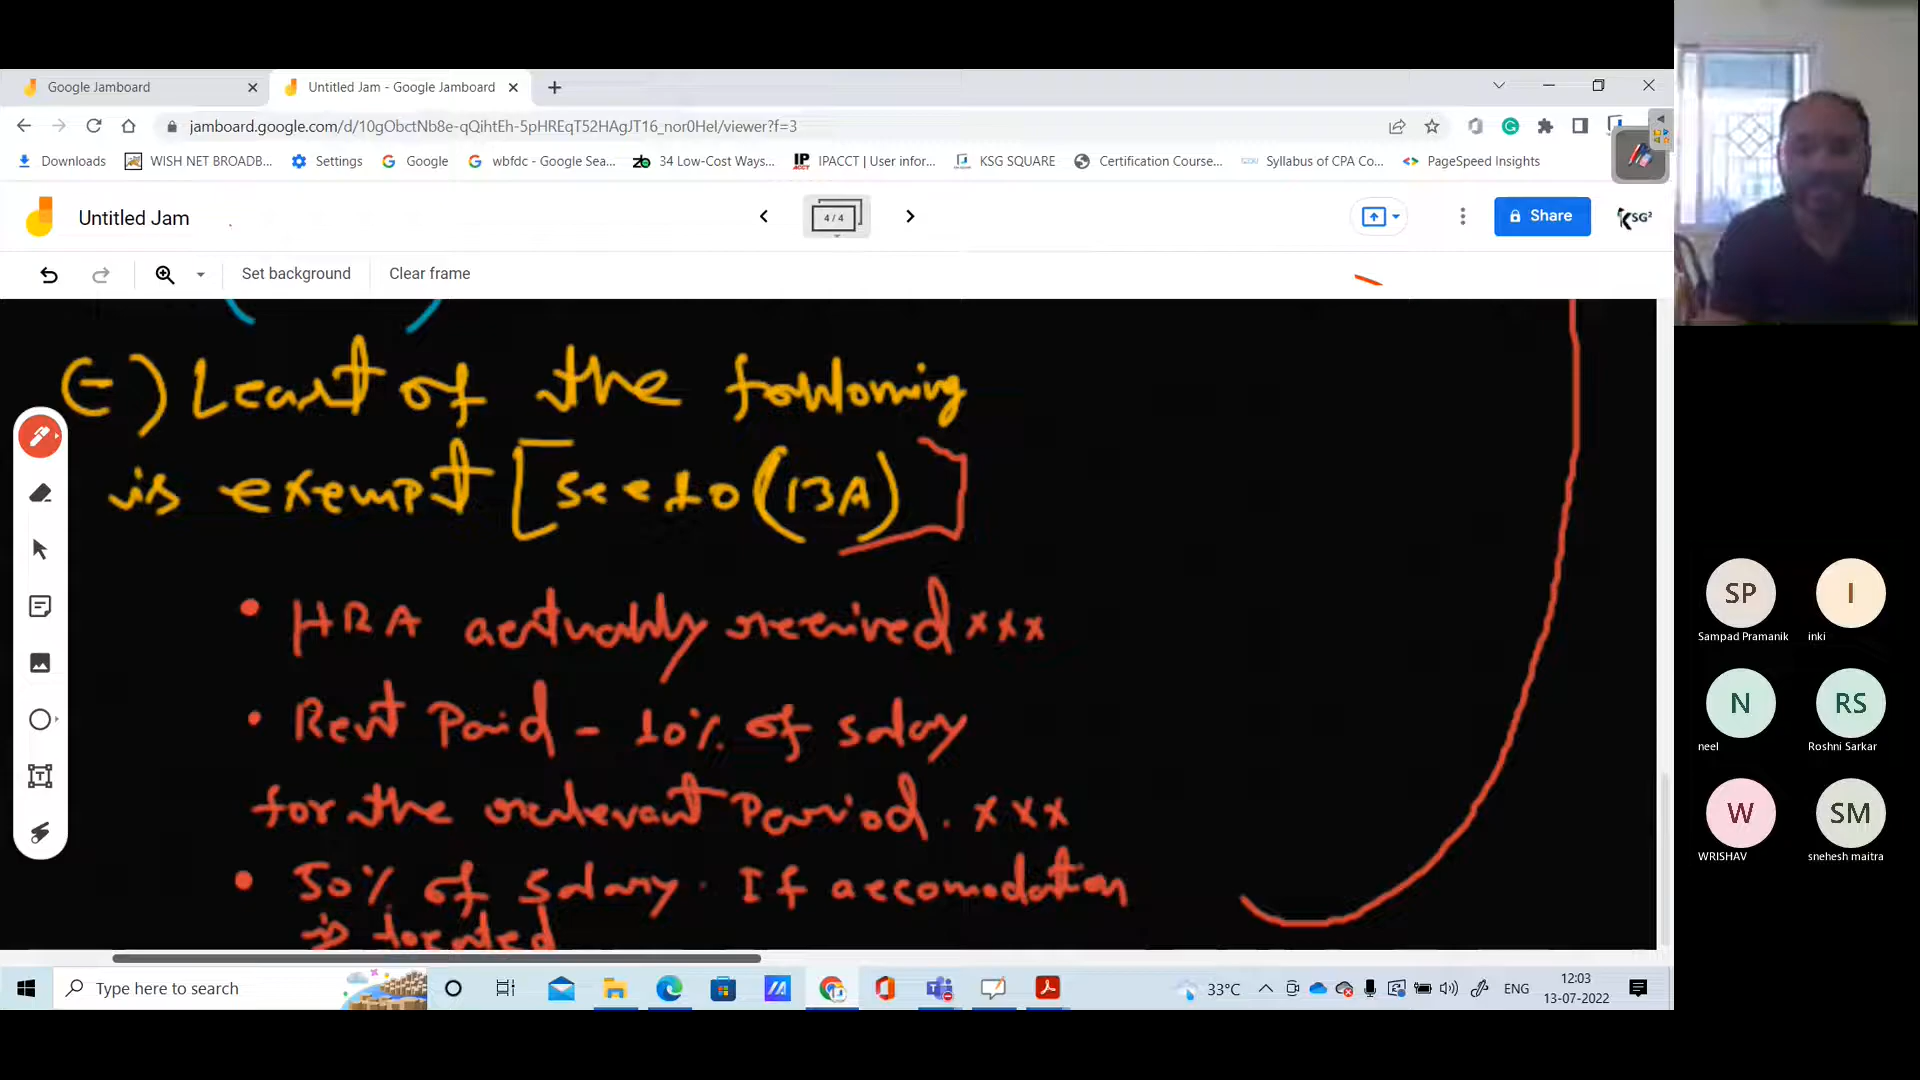 Google Jamboard
Untitled Jam - Google Jamboard
jamboard.google.com/d/10gObctNb8e-qQihtEh-5pHREqT52HAgJT16_nor0HeI/viewer?f=3
Downloads WISH NET BROADB... Settings Google wbfdc - Google Sea... 34 Low-Cost Ways... IPACCT | User infor... KSG SQUARE Certification Course... Syllabus of CPA Co... PageSpeed Insights
Untitled Jam
4 / 4
Share
KSG²
Set background Clear frame
(-) Least of the following
is exempt [Sec 10 (13A)]
• HRA actually received xxx
• Rent Paid - 10% of salary
for the relevant Period. xxx
• 50% of salary. If accomodation
is located
SP I
Sampad Pramanik inki
N RS
neel Roshni Sarkar
W SM
WRISHAV snehesh maitra
Type here to search
33°C
ENG
12:03
13-07-2022